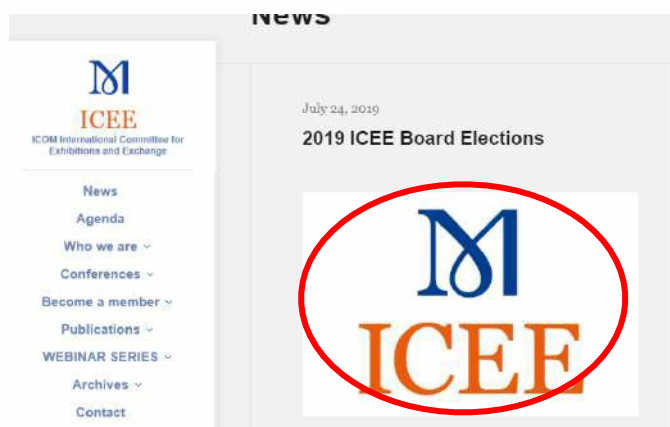 News
M
ICEE
ICOM International Committee for
Exhibitions and Exchange
News
Agenda
Who we are
Conferences
Become a member
Publications
WEBINAR SERIES
Archives
Contact
July 24, 2019
2019 ICEE Board Elections
M
ICEE